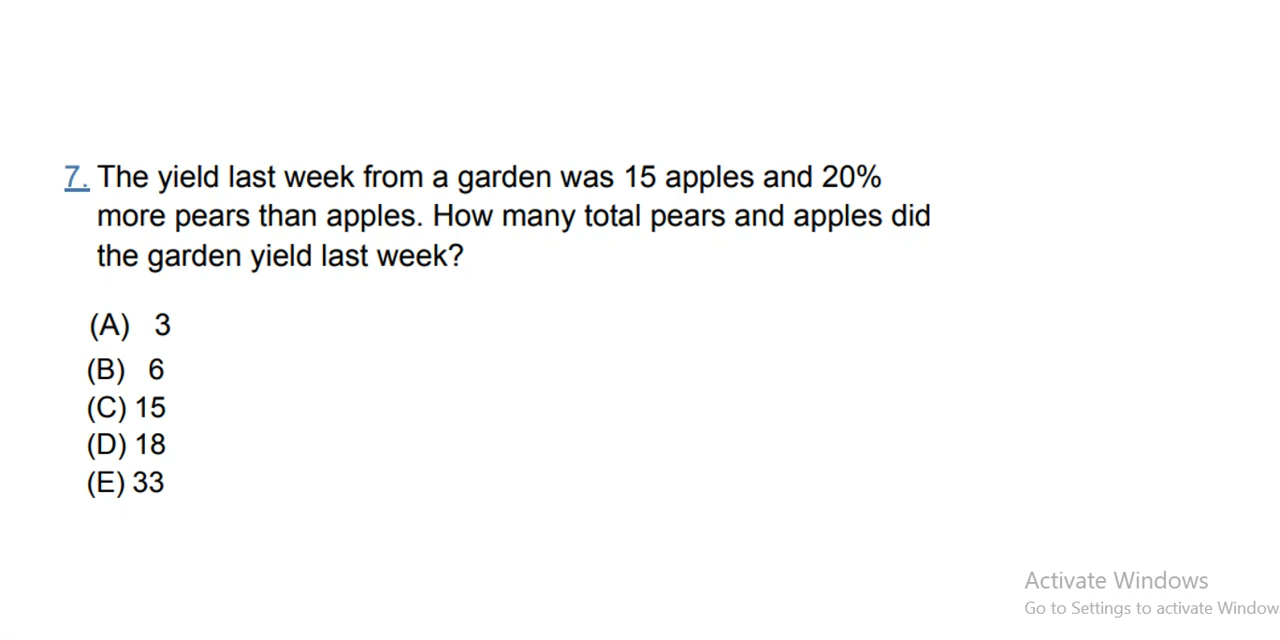 7. The yield last week from a garden was 15 apples and 20%
more pears than apples. How many total pears and apples did
the garden yield last week?
(A) 3
(B) 6
(C) 15
(D) 18
(E) 33
Activate Windows
Go to Settings to activate Window